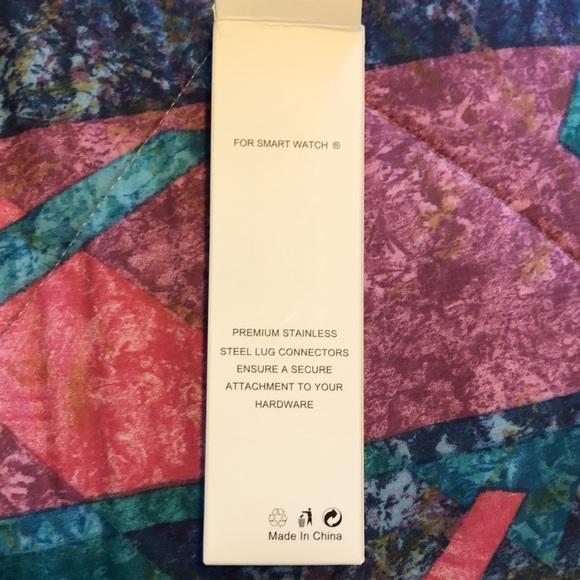 FOR SMART WATCH ®
PREMIUM STAINLESS
STEEL LUG CONNECTORS
ENSURE A SECURE
ATTACHMENT TO YOUR
HARDWARE
Made In China